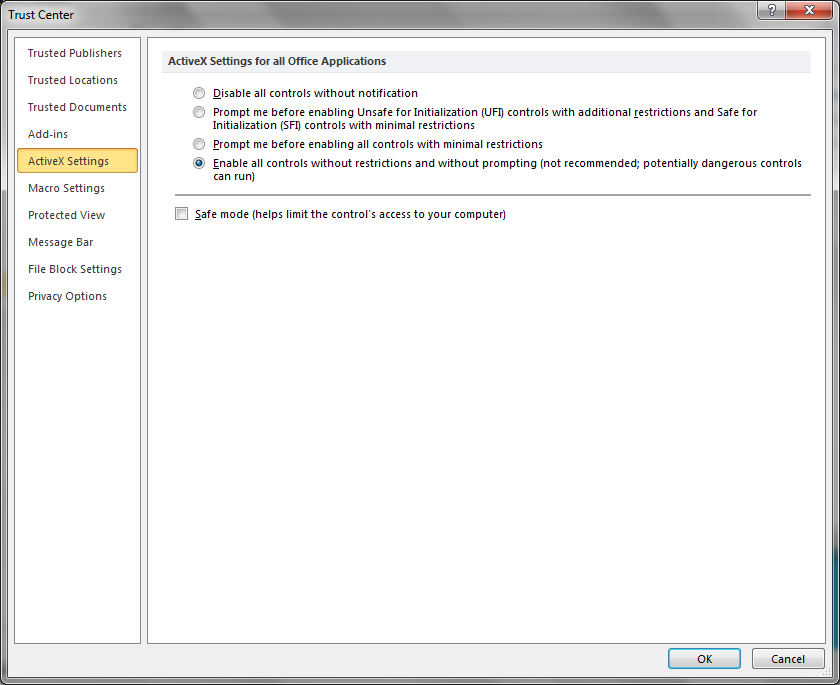 Trust Center
?
Trusted Publishers
Trusted Locations
Trusted Documents
Add-ins
ActiveX Settings
Macro Settings
Protected View
Message Bar
File Block Settings
Privacy Options
ActiveX Settings for all Office Applications
Disable all controls without notification
Prompt me before enabling Unsafe for Initialization (UFI) controls with additional restrictions and Safe for
Initialization (SFI) controls with minimal restrictions
Prompt me before enabling all controls with minimal restrictions
Enable all controls without restrictions and without prompting (not recommended; potentially dangerous controls
can run)
Safe mode (helps limit the control's access to your computer)
OK
Cancel